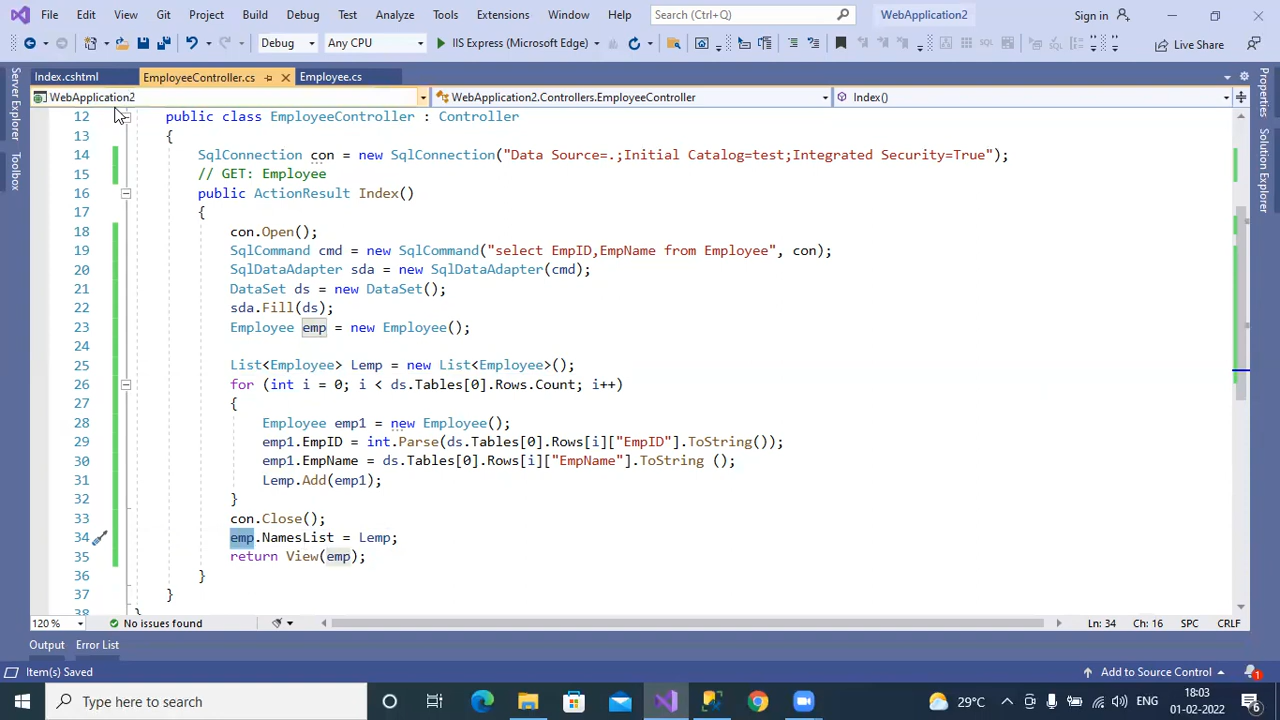 File Edit View Git Project Build Debug Tests Analyze Tools Extensions Window Help Search (Ctrl+Q) WebApplication2 Sign in
Debug Any CPU IIS Express (Microsoft Edge) Live Share
Index.cshtml EmployeeController.cs Employee.cs
WebApplication2 WebApplication2.Controllers.EmployeeController Index()
Server Explorer
Toolbox
Properties
Solution Explorer
12 public class EmployeeController : Controller
13 {
14 SqlConnection con = new SqlConnection("Data Source=.;Initial Catalog=test;Integrated Security=True");
15 // GET: Employee
16 public ActionResult Index()
17 {
18 con.Open();
19 SqlCommand cmd = new SqlCommand("select EmpID,EmpName from Employee", con);
20 SqlDataAdapter sda = new SqlDataAdapter(cmd);
21 DataSet ds = new DataSet();
22 sda.Fill(ds);
23 Employee emp = new Employee();
24
25 List<Employee> Lemp = new List<Employee>();
26 for (int i = 0; i < ds.Tables[0].Rows.Count; i++)
27 {
28 Employee emp1 = new Employee();
29 emp1.EmpID = int.Parse(ds.Tables[0].Rows[i]["EmpID"].ToString());
30 emp1.EmpName = ds.Tables[0].Rows[i]["EmpName"].ToString ();
31 Lemp.Add(emp1);
32 }
33 con.Close();
34 emp.NamesList = Lemp;
35 return View(emp);
36 }
37 }
38 }
120 % No issues found Ln: 34 Ch: 16 SPC CRLF
Output Error List
Item(s) Saved Add to Source Control 1
Type here to search 29°C ENG 18:03
01-02-2022 6